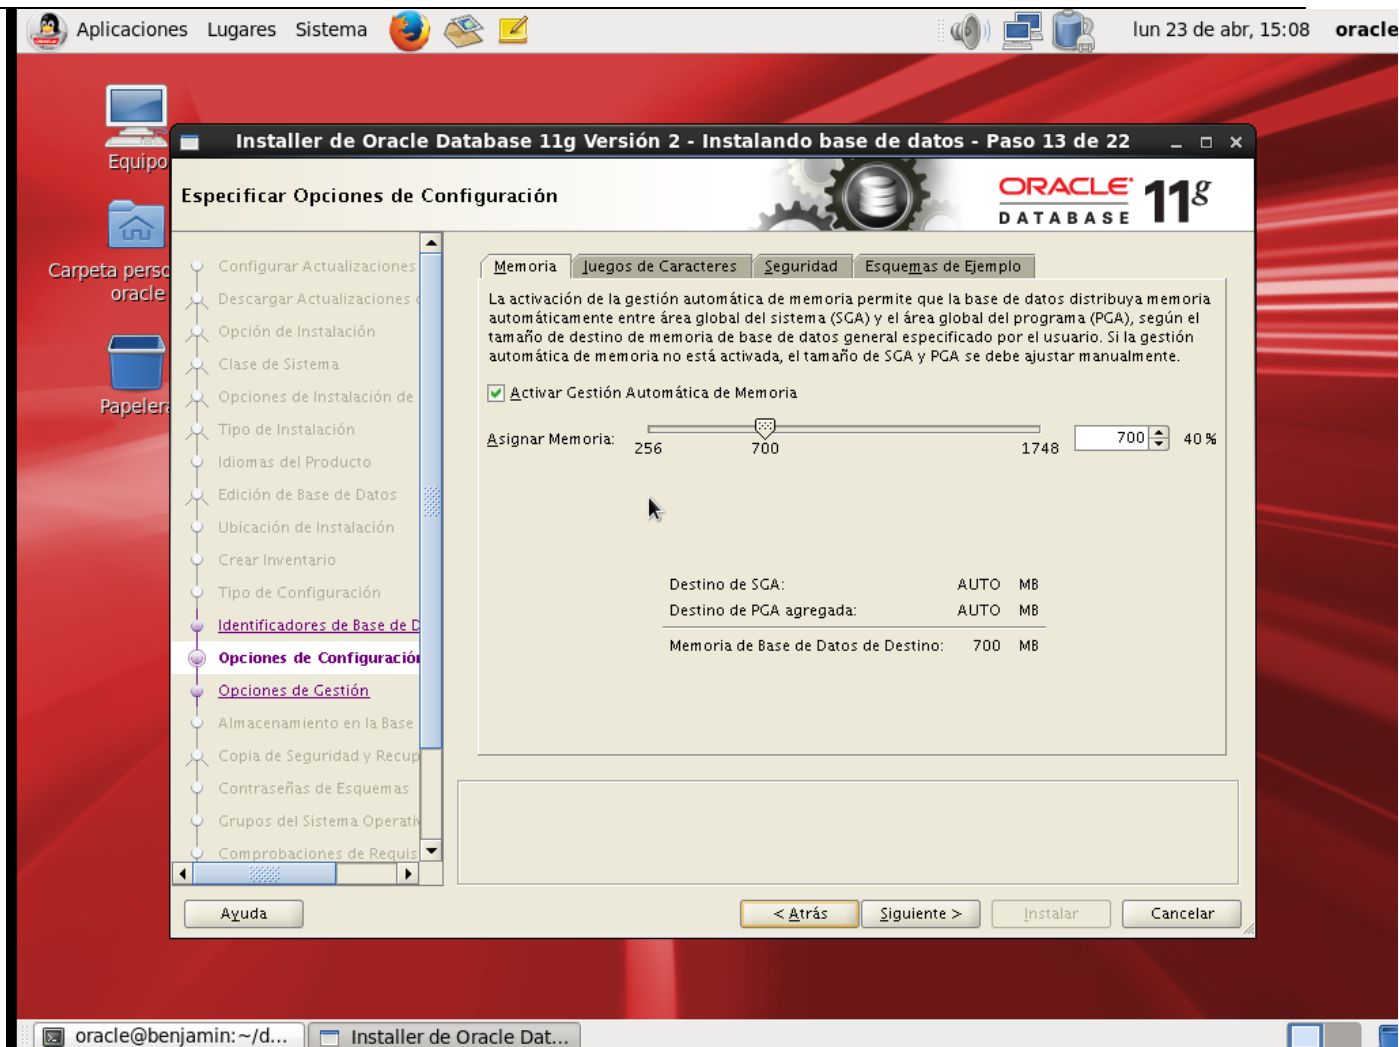 Aplicaciones Lugares Sistema lun 23 de abr, 15:08 oracle
Equipo
Carpeta perso
oracle
Papelera
Installer de Oracle Database 11g Versión 2 - Instalando base de datos - Paso 13 de 22
Especificar Opciones de Configuración
ORACLE
DATABASE
11g
Configurar Actualizaciones
Descargar Actualizaciones
Opción de Instalación
Clase de Sistema
Opciones de Instalación de
Tipo de Instalación
Idiomas del Producto
Edición de Base de Datos
Ubicación de Instalación
Crear Inventario
Tipo de Configuración
Identificadores de Base de D
Opciones de Configuración
Opciones de Gestión
Almacenamiento en la Base
Copia de Seguridad y Recup
Contraseñas de Esquemas
Grupos del Sistema Operativ
Comprobaciones de Requis
Memoria Juegos de Caracteres Seguridad Esquemas de Ejemplo
La activación de la gestión automática de memoria permite que la base de datos distribuya memoria
automáticamente entre área global del sistema (SGA) y el área global del programa (PGA), según el
tamaño de destino de memoria de base de datos general especificado por el usuario. Si la gestión
automática de memoria no está activada, el tamaño de SGA y PGA se debe ajustar manualmente.
Activar Gestión Automática de Memoria
Asignar Memoria: 256 700 1748 700 40 %
Destino de SGA: AUTO MB
Destino de PGA agregada: AUTO MB
Memoria de Base de Datos de Destino: 700 MB
Ayuda < Atrás Siguiente > Instalar Cancelar
oracle@benjamin:~/d... Installer de Oracle Dat...